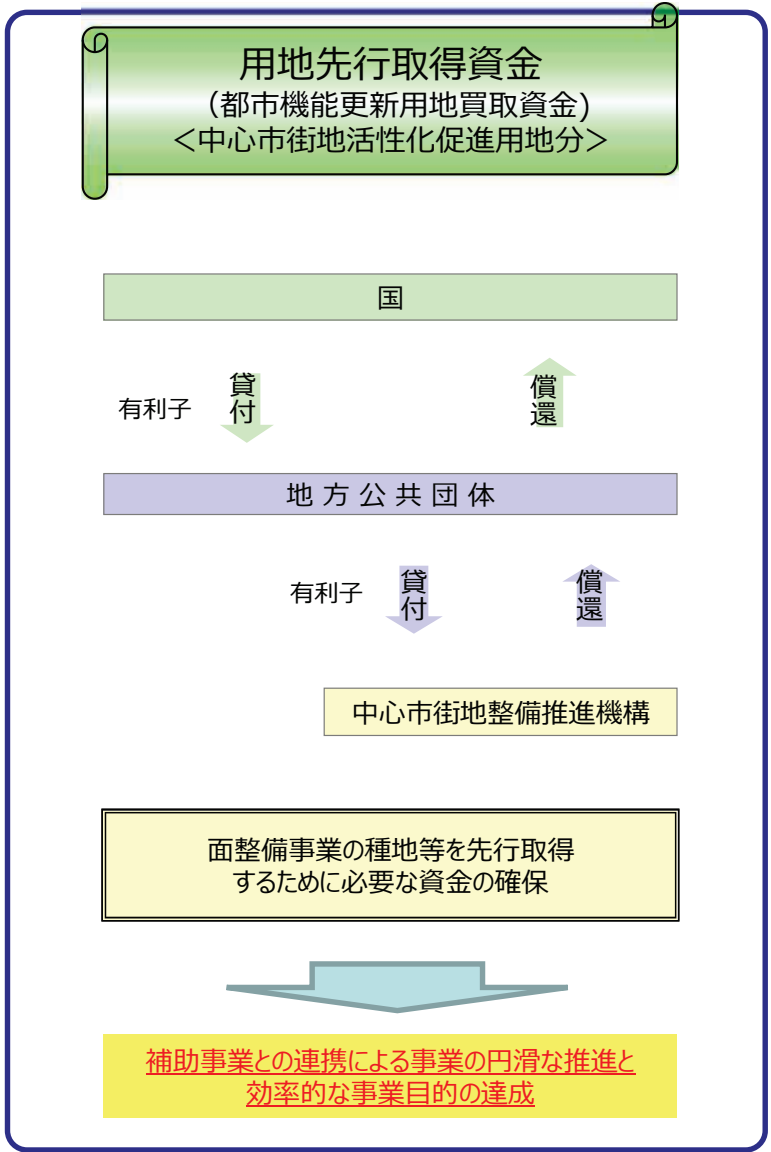 用地先行取得資金
（都市機能更新用地買取資金)
＜中心市街地活性化促進用地分＞
国
有利子
貸付
償還
地方公共団体
有利子
貸付
償還
中心市街地整備推進機構
面整備事業の種地等を先行取得
するために必要な資金の確保
補助事業との連携による事業の円滑な推進と
効率的な事業目的の達成